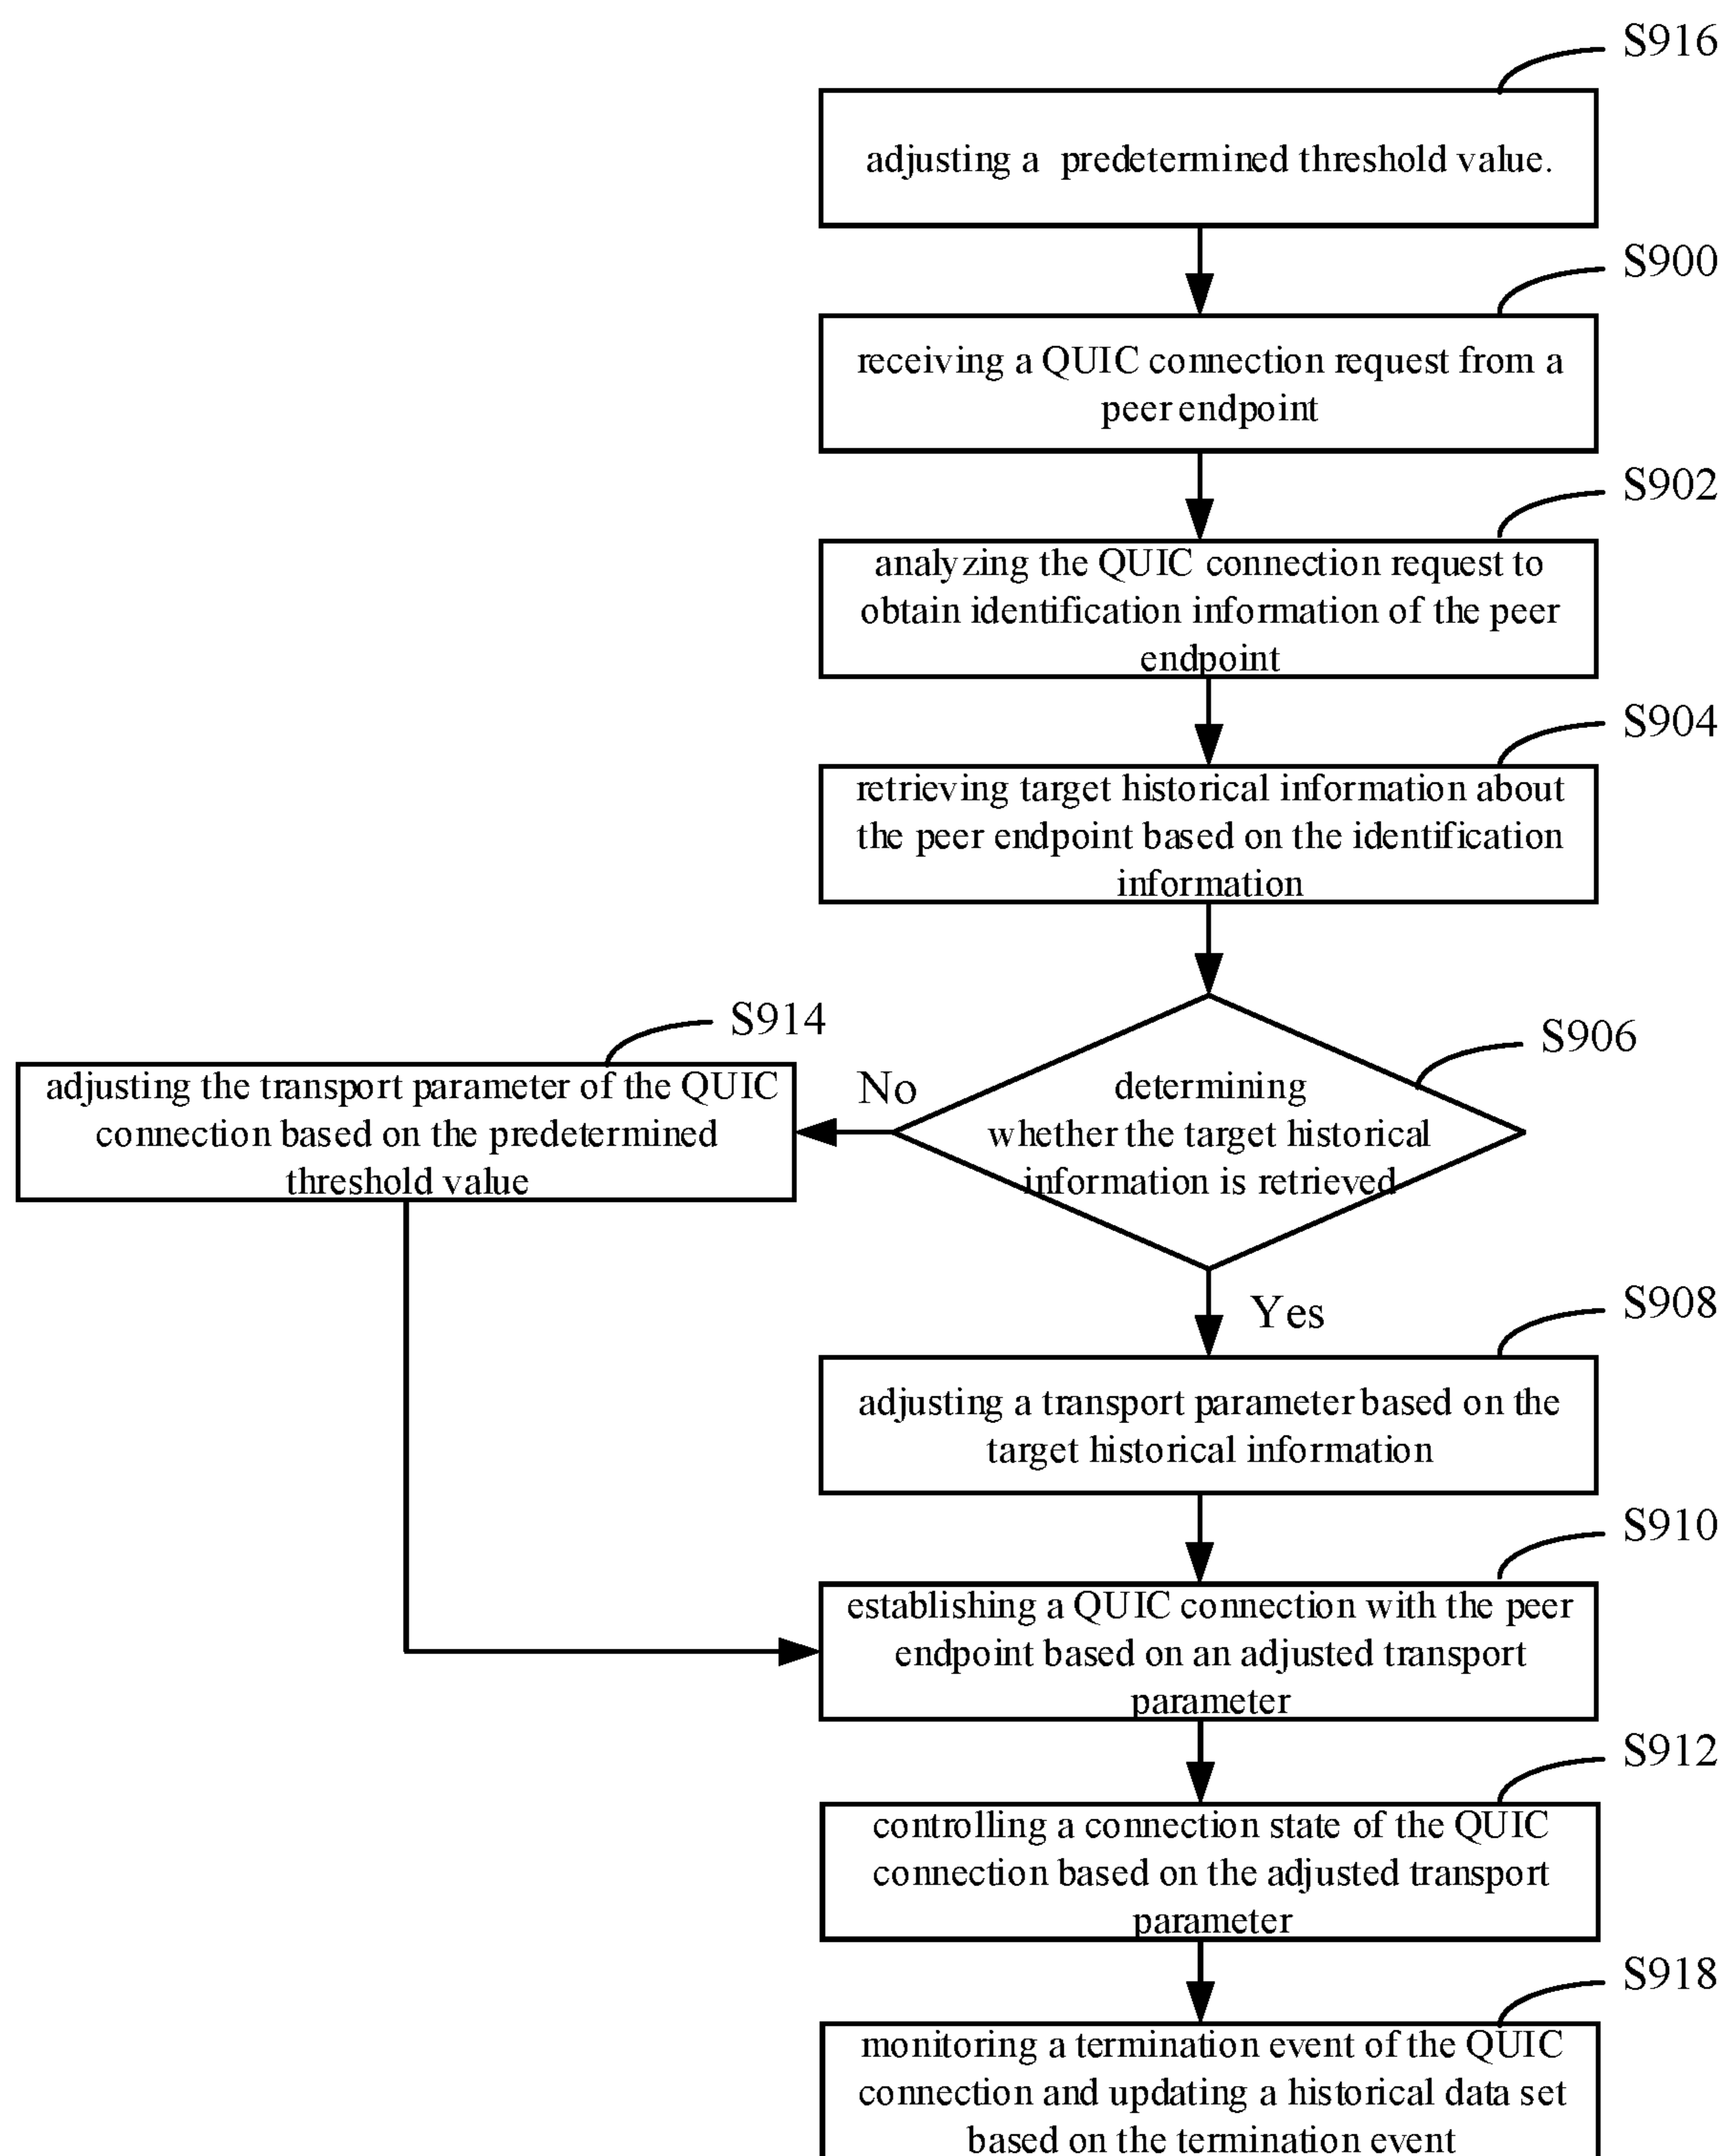 S916
adjusting a predetermined threshold value.
S900
receiving a QUIC connection request from a
peer endpoint
S902
analyzing the QUIC connection request to
obtain identification information of the peer
endpoint
S904
retrieving target historical information about
the peer endpoint based on the identification
information
S914
adjusting the transport parameter of the QUIC
connection based on the predetermined
threshold value
No
S906
determining
whether the target historical
information is retrieved
Yes
S908
adjusting a transport parameter based on the
target historical information
S910
establishing a QUIC connection with the peer
endpoint based on an adjusted transport
parameter
S912
controlling a connection state of the QUIC
connection based on the adjusted transport
parameter
S918
monitoring a termination event of the QUIC
connection and updating a historical data set
based on the termination event